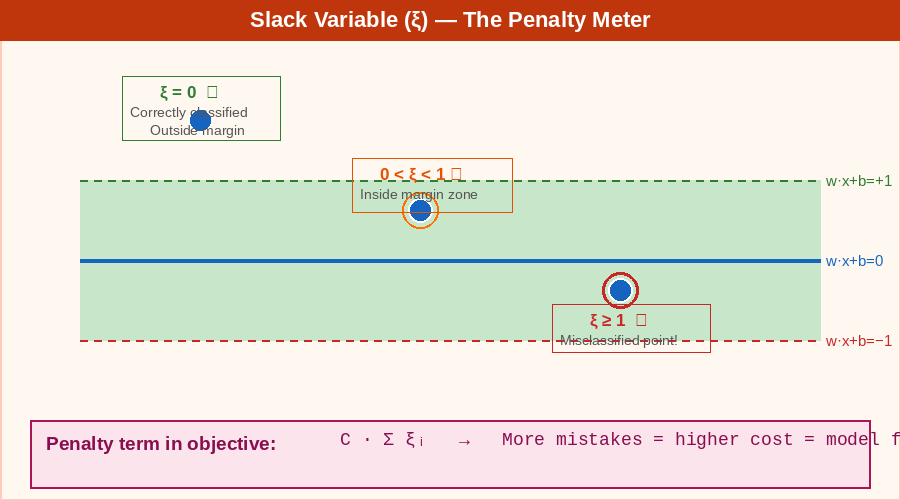 Slack Variable (ξ) — The Penalty Meter
ξ = 0
Correctly classified
Outside margin
0 < ξ < 1
Inside margin zone
w·x+b=+1
w·x+b=0
ξ ≥ 1
Misclassified point!
w·x+b=−1
Penalty term in objective:
C · Σ ξᵢ → More mistakes = higher cost = model f